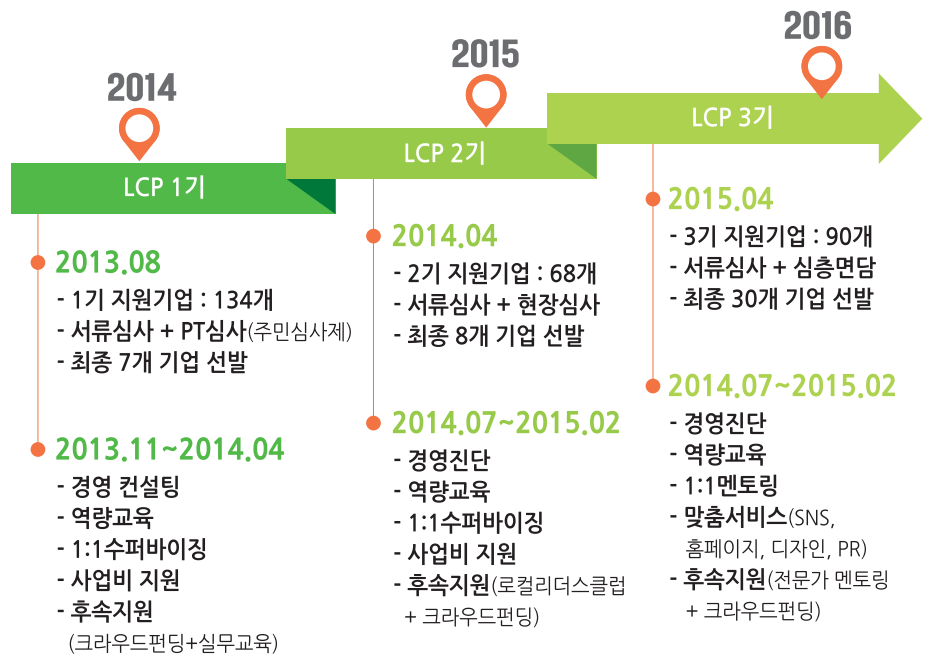 2014
LCP 1기
2013.08
- 1기 지원기업 : 134개
- 서류심사 + PT심사(주민심사제)
- 최종 7개 기업 선발
2013.11~2014.04
- 경영 컨설팅
- 역량교육
- 1:1수퍼바이징
- 사업비 지원
- 후속지원
(크라우드펀딩+실무교육)
2015
LCP 2기
2014.04
- 2기 지원기업 : 68개
- 서류심사 + 현장심사
- 최종 8개 기업 선발
2014.07~2015.02
- 경영진단
- 역량교육
- 1:1수퍼바이징
- 사업비 지원
- 후속지원(로컬리더스클럽
+ 크라우드펀딩)
2016
LCP 3기
2015.04
- 3기 지원기업 : 90개
- 서류심사 + 심층면담
- 최종 30개 기업 선발
2014.07~2015.02
- 경영진단
- 역량교육
- 1:1멘토링
- 맞춤서비스(SNS,
홈페이지, 디자인, PR)
- 후속지원(전문가 멘토링
+ 크라우드펀딩)